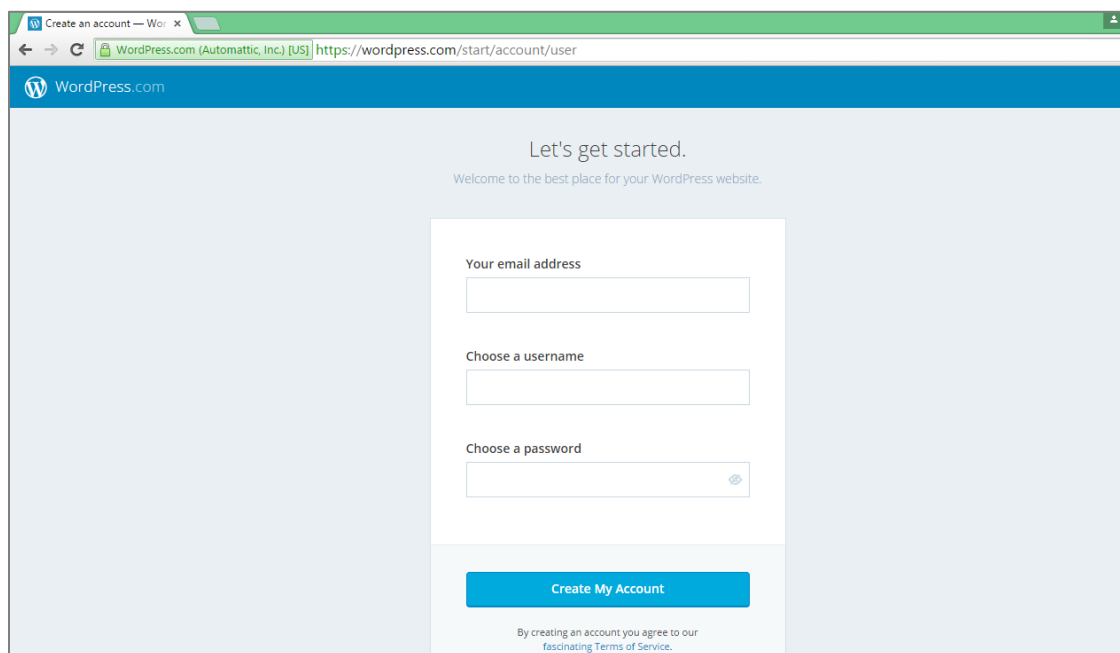 Create an account — Wor
WordPress.com (Automattic, Inc.) [US] https://wordpress.com/start/account/user
WordPress.com
Let's get started.
Welcome to the best place for your WordPress website.
Your email address
Choose a username
Choose a password
Create My Account
By creating an account you agree to our
fascinating Terms of Service.